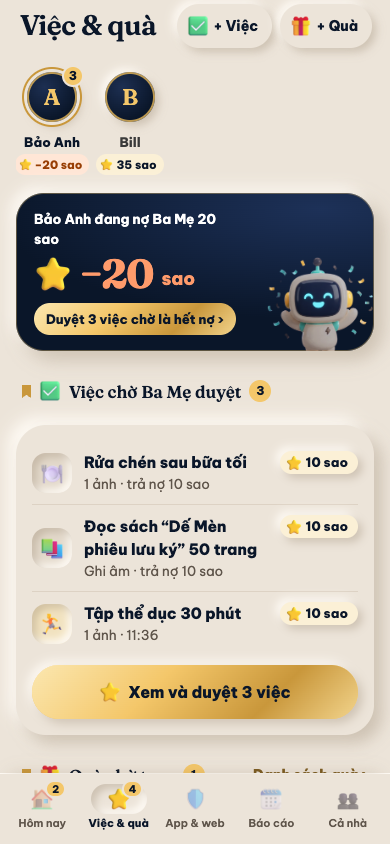 Việc & quà
+ Việc
+ Quà
A
3
B
Bảo Anh
Bill
−20 sao
35 sao
Bảo Anh đang nợ Ba Mẹ 20
sao
−20 sao
Duyệt 3 việc chờ là hết nợ ›
Việc chờ Ba Mẹ duyệt 3
Rửa chén sau bữa tối
10 sao
1 ảnh · trả nợ 10 sao
Đọc sách “Dế Mèn
phiêu lưu ký” 50 trang
10 sao
Ghi âm · trả nợ 10 sao
Tập thể dục 30 phút
10 sao
1 ảnh · 11:36
Xem và duyệt 3 việc
2
4
Hôm nay
Việc & quà
App & web
Báo cáo
Cả nhà